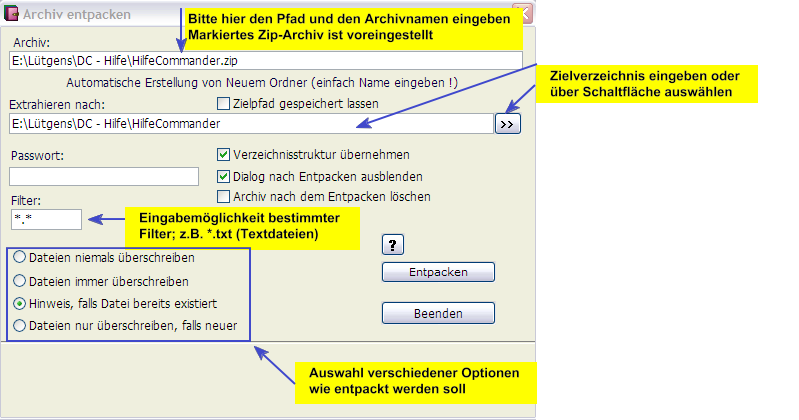 Archiv entpacken
Bitte hier den Pfad und den Archivnamen eingeben
Markiertes Zip-Archiv ist voreingestellt
Archiv:
E:\Lütgens\DC - Hilfe\HilfeCommander.zip
Automatische Erstellung von Neuem Ordner (einfach Name eingeben !)
Zielverzeichnis eingeben oder
über Schaltfläche auswählen
Extrahieren nach:
Zielpfad gespeichert lassen
E:\Lütgens\DC - Hilfe\HilfeCommander
>>
Passwort:
Verzeichnisstruktur übernehmen
Dialog nach Entpacken ausblenden
Archiv nach dem Entpacken löschen
Filter:
*.*
Eingabemöglichkeit bestimmter
Filter; z.B. *.txt (Textdateien)
?
Dateien niemals überschreiben
Dateien immer überschreiben
Hinweis, falls Datei bereits existiert
Dateien nur überschreiben, falls neuer
Entpacken
Beenden
Auswahl verschiedener Optionen
wie entpackt werden soll